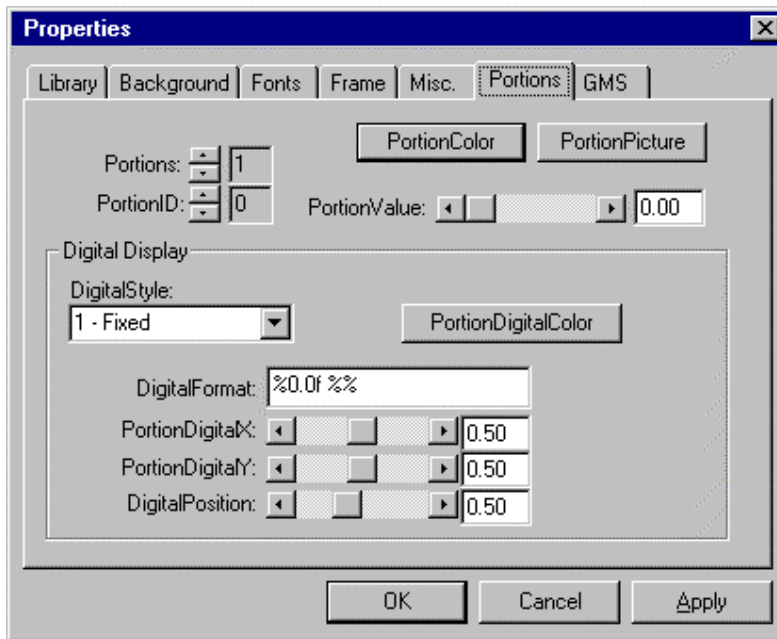 Properties
Library Background Fonts Frame Misc. Portions GMS
PortionColor PortionPicture
Portions: 1
PortionID: 0
PortionValue: 0.00
Digital Display
DigitalStyle:
1 - Fixed
PortionDigitalColor
DigitalFormat: %0.0f %%
PortionDigitalX: 0.50
PortionDigitalY: 0.50
DigitalPosition: 0.50
OK Cancel Apply